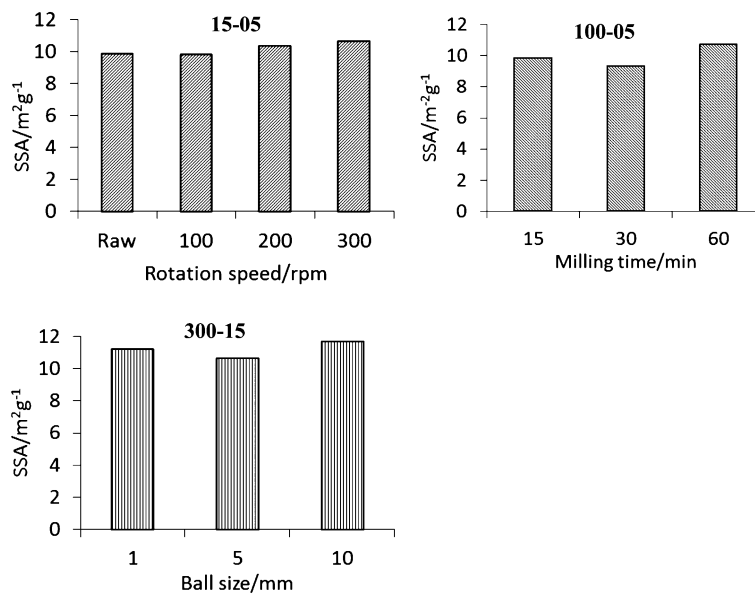 15-05
SSA/m²g⁻¹
12
10
8
6
4
2
0
Raw 100 200 300
Rotation speed/rpm
100-05
SSA/m⁻²g⁻¹
12
10
8
6
4
2
0
15 30 60
Milling time/min
300-15
SSA/m²g⁻¹
12
10
8
6
4
2
0
1 5 10
Ball size/mm